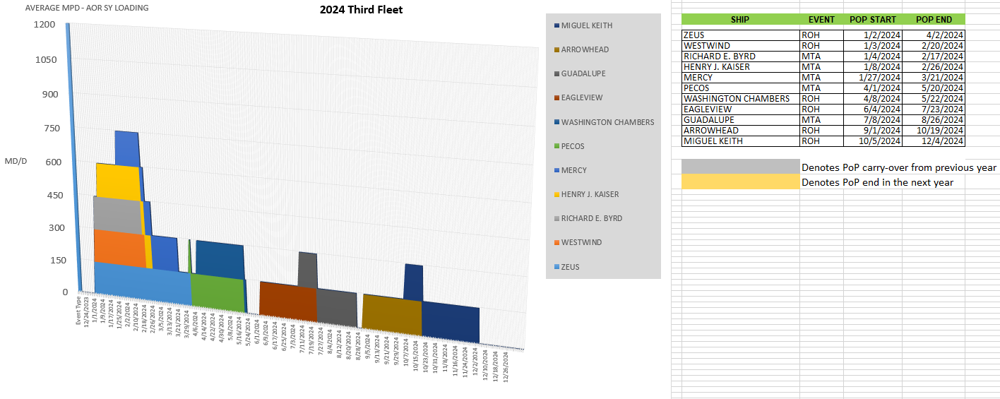 AVERAGE MPD - AOR SY LOADING
2024 Third Fleet
1200
1050
900
750
600
450
300
150
0
MD/D
Event Type
12/24/2023
1/1/2024
1/9/2024
1/17/2024
1/25/2024
2/2/2024
2/10/2024
2/18/2024
2/26/2024
3/5/2024
3/13/2024
3/21/2024
3/29/2024
4/6/2024
4/14/2024
4/22/2024
4/30/2024
5/8/2024
5/16/2024
5/24/2024
6/1/2024
6/9/2024
6/17/2024
6/25/2024
7/3/2024
7/11/2024
7/19/2024
7/27/2024
8/4/2024
8/12/2024
8/20/2024
8/28/2024
9/5/2024
9/13/2024
9/21/2024
9/29/2024
10/7/2024
10/15/2024
10/23/2024
10/31/2024
11/8/2024
11/16/2024
11/24/2024
12/2/2024
12/10/2024
12/18/2024
12/26/2024
MIGUEL KEITH
ARROWHEAD
GUADALUPE
EAGLEVIEW
WASHINGTON CHAMBERS
PECOS
MERCY
HENRY J. KAISER
RICHARD E. BYRD
WESTWIND
ZEUS
SHIP EVENT POP START POP END
ZEUS ROH 1/2/2024 4/2/2024
WESTWIND ROH 1/3/2024 2/20/2024
RICHARD E. BYRD MTA 1/4/2024 2/17/2024
HENRY J. KAISER MTA 1/8/2024 2/26/2024
MERCY MTA 1/27/2024 3/21/2024
PECOS MTA 4/1/2024 5/20/2024
WASHINGTON CHAMBERS ROH 4/8/2024 5/22/2024
EAGLEVIEW ROH 6/4/2024 7/23/2024
GUADALUPE MTA 7/8/2024 8/26/2024
ARROWHEAD ROH 9/1/2024 10/19/2024
MIGUEL KEITH ROH 10/5/2024 12/4/2024
Denotes PoP carry-over from previous year
Denotes PoP end in the next year